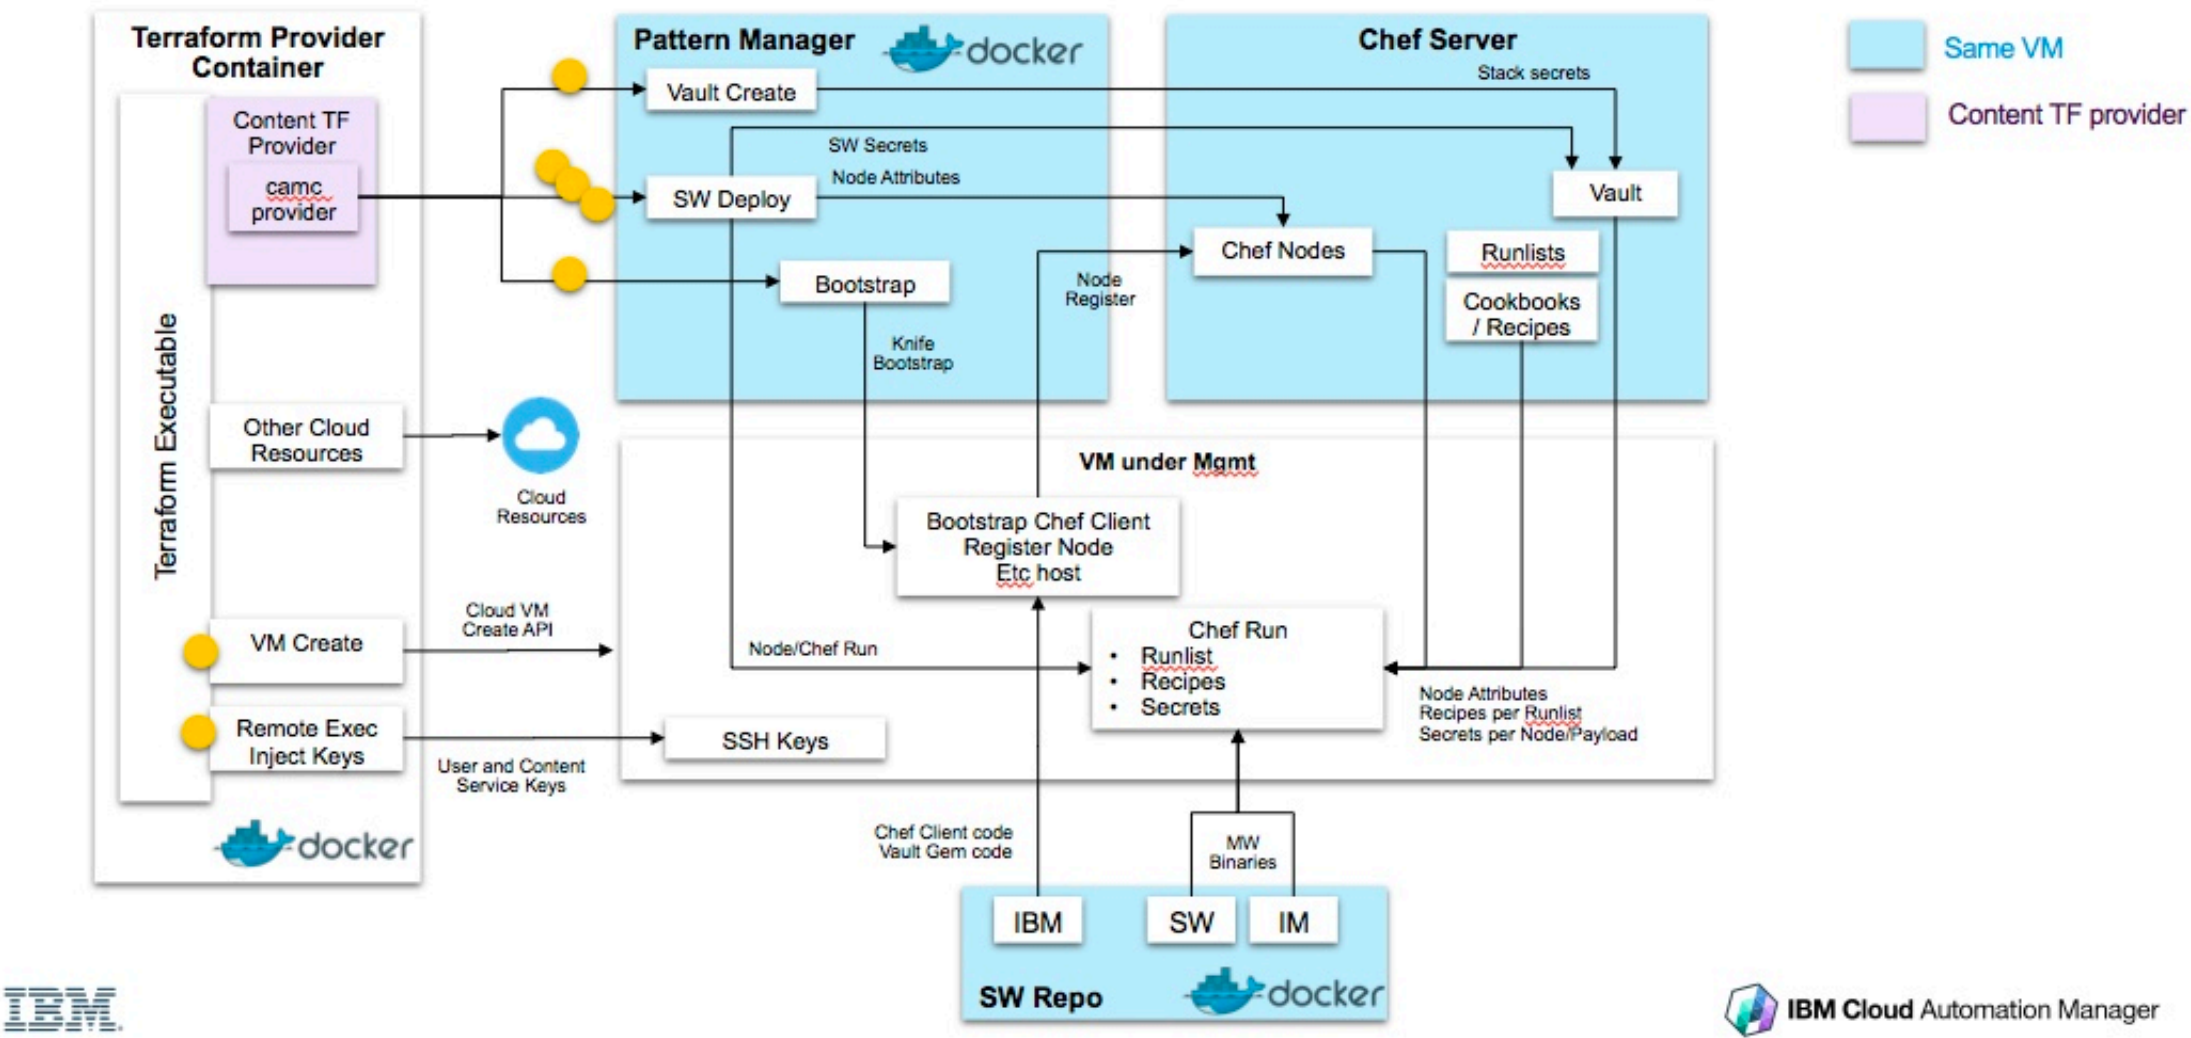 Terraform Provider
Container
Content TF
Provider
camc
provider
Terraform Executable
Other Cloud
Resources
VM Create
Remote Exec
Inject Keys
docker
Cloud
Resources
Cloud VM
Create API
User and Content
Service Keys
Pattern Manager
docker
Vault Create
SW Secrets
Node Attributes
SW Deploy
Bootstrap
Knife
Bootstrap
Node
Register
Chef Server
Stack secrets
Vault
Chef Nodes
Runlists
Cookbooks
/ Recipes
Same VM
Content TF provider
VM under Mgmt
Bootstrap Chef Client
Register Node
Etc host
Node/Chef Run
Chef Run
• Runlist
• Recipes
• Secrets
Node Attributes
Recipes per Runlist
Secrets per Node/Payload
SSH Keys
Chef Client code
Vault Gem code
MW
Binaries
IBM
SW
IM
SW Repo
docker
IBM
IBM Cloud Automation Manager